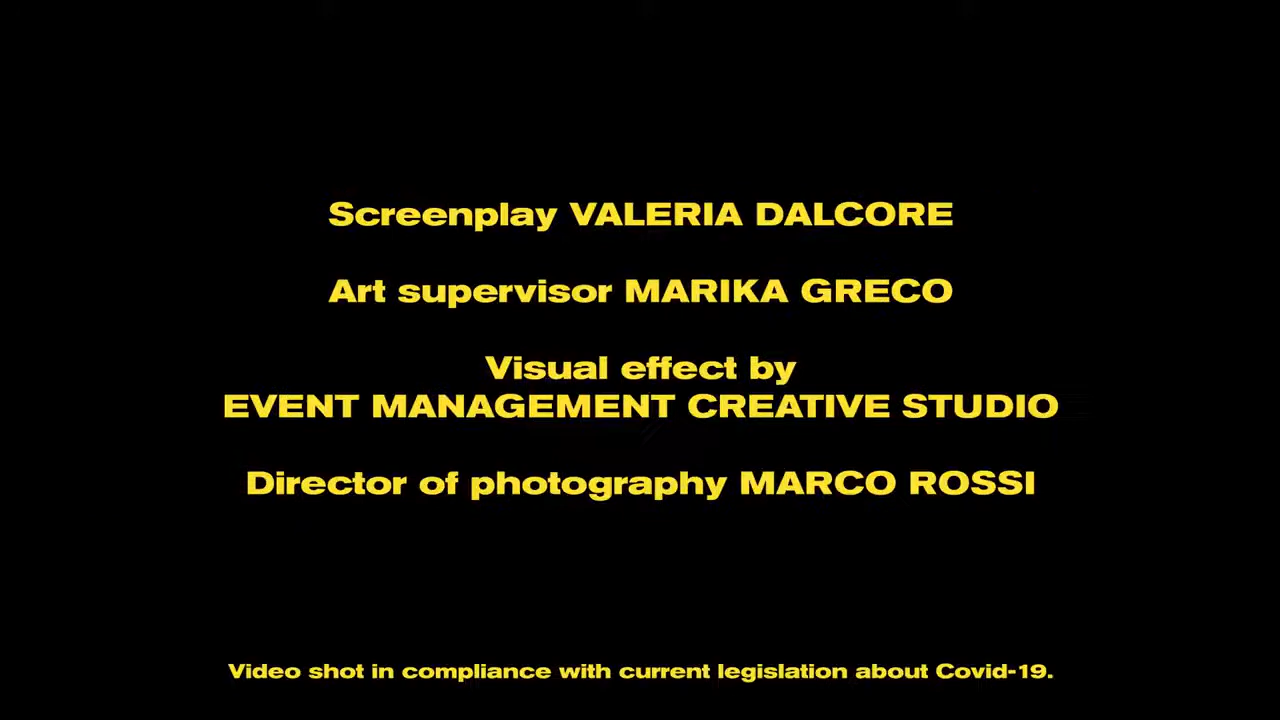 Screenplay VALERIA DALCORE
Art supervisor MARIKA GRECO
Visual effect by
EVENT MANAGEMENT CREATIVE STUDIO
Director of photography MARCO ROSSI
Video shot in compliance with current legislation about Covid-19.